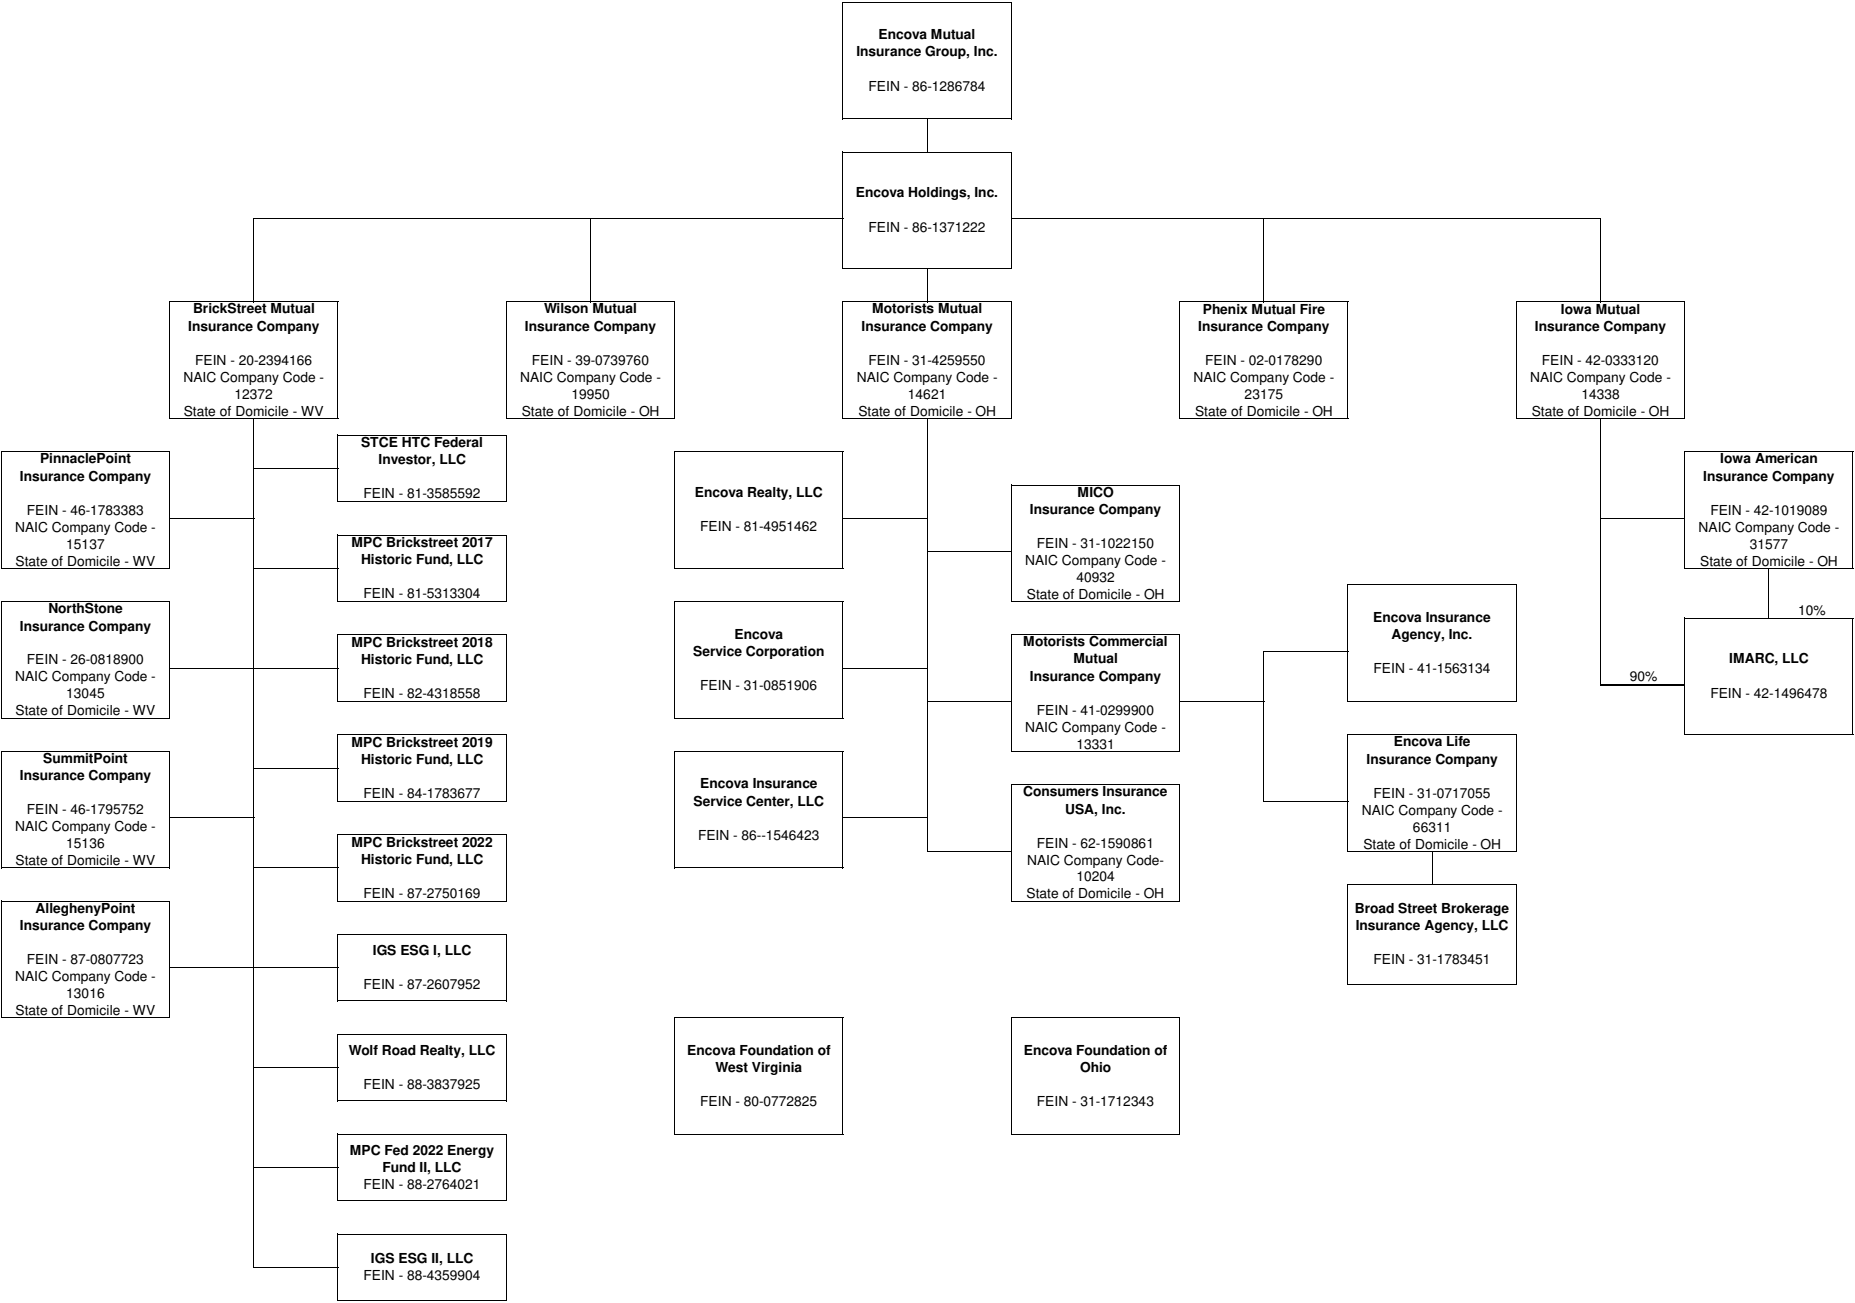 Encova Mutual
Insurance Group, Inc.
FEIN - 86-1286784
Encova Holdings, Inc.
FEIN - 86-1371222
BrickStreet Mutual
Insurance Company
FEIN - 20-2394166
NAIC Company Code -
12372
State of Domicile - WV
Wilson Mutual
Insurance Company
FEIN - 39-0739760
NAIC Company Code -
19950
State of Domicile - OH
Motorists Mutual
Insurance Company
FEIN - 31-4259550
NAIC Company Code -
14621
State of Domicile - OH
Phenix Mutual Fire
Insurance Company
FEIN - 02-0178290
NAIC Company Code -
23175
State of Domicile - OH
Iowa Mutual
Insurance Company
FEIN - 42-0333120
NAIC Company Code -
14338
State of Domicile - OH
PinnaclePoint
Insurance Company
FEIN - 46-1783383
NAIC Company Code -
15137
State of Domicile - WV
NorthStone
Insurance Company
FEIN - 26-0818900
NAIC Company Code -
13045
State of Domicile - WV
SummitPoint
Insurance Company
FEIN - 46-1795752
NAIC Company Code -
15136
State of Domicile - WV
AlleghenyPoint
Insurance Company
FEIN - 87-0807723
NAIC Company Code -
13016
State of Domicile - WV
STCE HTC Federal
Investor, LLC
FEIN - 81-3585592
MPC Brickstreet 2017
Historic Fund, LLC
FEIN - 81-5313304
MPC Brickstreet 2018
Historic Fund, LLC
FEIN - 82-4318558
MPC Brickstreet 2019
Historic Fund, LLC
FEIN - 84-1783677
MPC Brickstreet 2022
Historic Fund, LLC
FEIN - 87-2750169
IGS ESG I, LLC
FEIN - 87-2607952
Wolf Road Realty, LLC
FEIN - 88-3837925
MPC Fed 2022 Energy
Fund II, LLC
FEIN - 88-2764021
IGS ESG II, LLC
FEIN - 88-4359904
Encova Realty, LLC
FEIN - 81-4951462
Encova
Service Corporation
FEIN - 31-0851906
Encova Insurance
Service Center, LLC
FEIN - 86--1546423
MICO
Insurance Company
FEIN - 31-1022150
NAIC Company Code -
40932
State of Domicile - OH
Motorists Commercial
Mutual
Insurance Company
FEIN - 41-0299900
NAIC Company Code -
13331
Consumers Insurance
USA, Inc.
FEIN - 62-1590861
NAIC Company Code-
10204
State of Domicile - OH
Encova Insurance
Agency, Inc.
FEIN - 41-1563134
Encova Life
Insurance Company
FEIN - 31-0717055
NAIC Company Code -
66311
State of Domicile - OH
Broad Street Brokerage
Insurance Agency, LLC
FEIN - 31-1783451
Iowa American
Insurance Company
FEIN - 42-1019089
NAIC Company Code -
31577
State of Domicile - OH
10%
90%
IMARC, LLC
FEIN - 42-1496478
Encova Foundation of
West Virginia
FEIN - 80-0772825
Encova Foundation of
Ohio
FEIN - 31-1712343